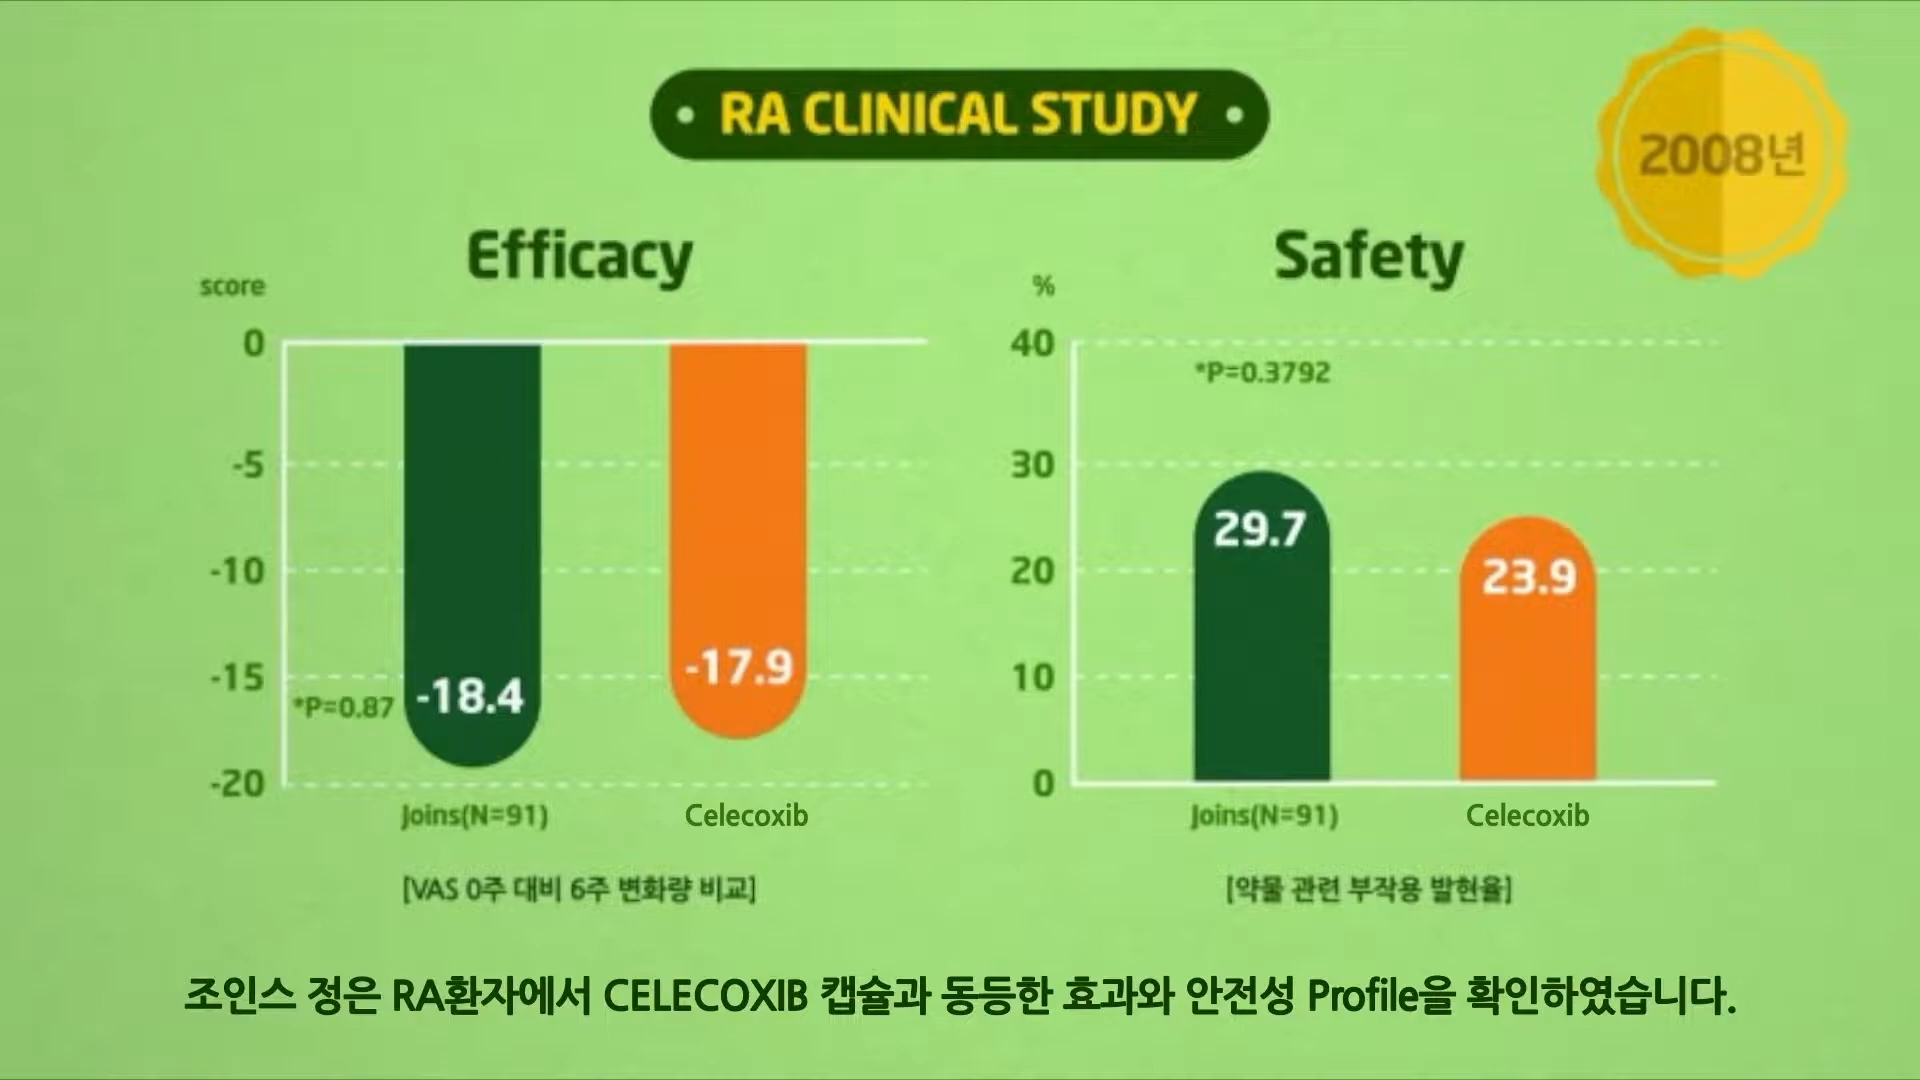 RA CLINICAL STUDY
2008년
Efficacy
score
0
-5
-10
-15
-20
*P=0.87
-18.4
-17.9
Joins(N=91)
Celecoxib
[VAS 0주 대비 6주 변화량 비교]
Safety
%
40
30
20
10
0
*P=0.3792
29.7
23.9
Joins(N=91)
Celecoxib
[약물 관련 부작용 발현율]
조인스 정은 RA환자에서 CELECOXIB 캡슐과 동등한 효과와 안전성 Profile을 확인하였습니다.